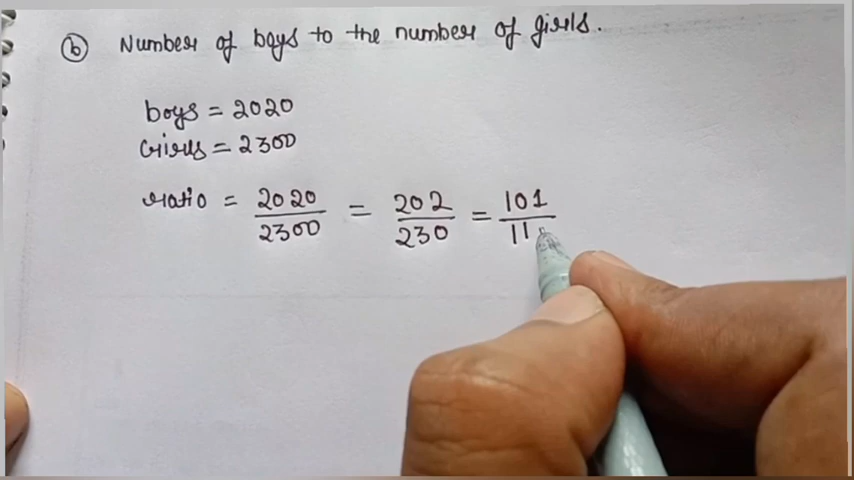 (b) Number of boys to the number of girls.
boys = 2020
Girls = 2300
ratio = 2020/2300 = 202/230 = 101/11